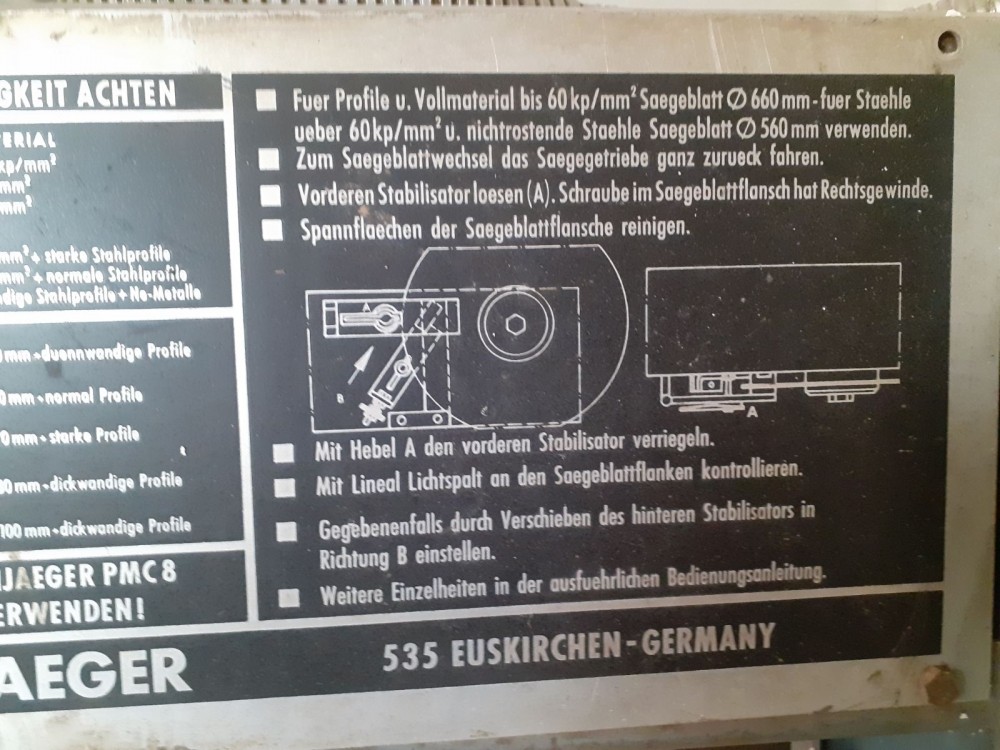 GKEIT ACHTEN
ERIAL
kp/mm²
mm²
mm²
mm² + starke Stahlprofile
mm² + normale Stahlprofile
dige Stahlprofile + Ne-Metalle
mm - duennwandige Profile
0 mm - normal Profile
0 mm - starke Profile
80 mm - dickwandige Profile
100 mm - dickwandige Profile
JAEGER PMC 8
ERWENDEN!
Fuer Profile u. Vollmaterial bis 60 kp/mm² Saegeblatt ∅ 660 mm - fuer Staehle
ueber 60 kp/mm² u. nichtrostende Staehle Saegeblatt ∅ 560 mm verwenden.
Zum Saegeblattwechsel das Saegegetriebe ganz zurueck fahren.
Vorderen Stabilisator loesen (A). Schraube im Saegeblattflansch hat Rechtsgewinde.
Spannflaechen der Saegeblattflansche reinigen.
A
B
A
Mit Hebel A den vorderen Stabilisator verriegeln.
Mit Lineal Lichtspalt an den Saegeblattflanken kontrollieren.
Gegebenenfalls durch Verschieben des hinteren Stabilisators in
Richtung B einstellen.
Weitere Einzelheiten in der ausfuehrlichen Bedienungsanleitung.
AEGER
535 EUSKIRCHEN - GERMANY